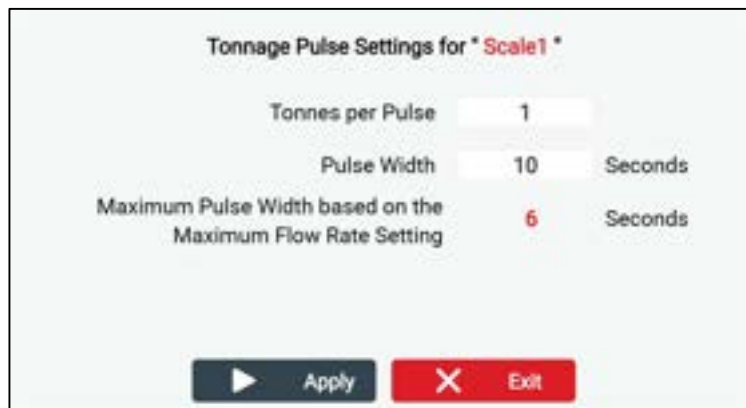 Tonnage Pulse Settings for " Scale1 "
Tonnes per Pulse 1
Pulse Width 10 Seconds
Maximum Pulse Width based on the
Maximum Flow Rate Setting 6 Seconds
Apply Exit